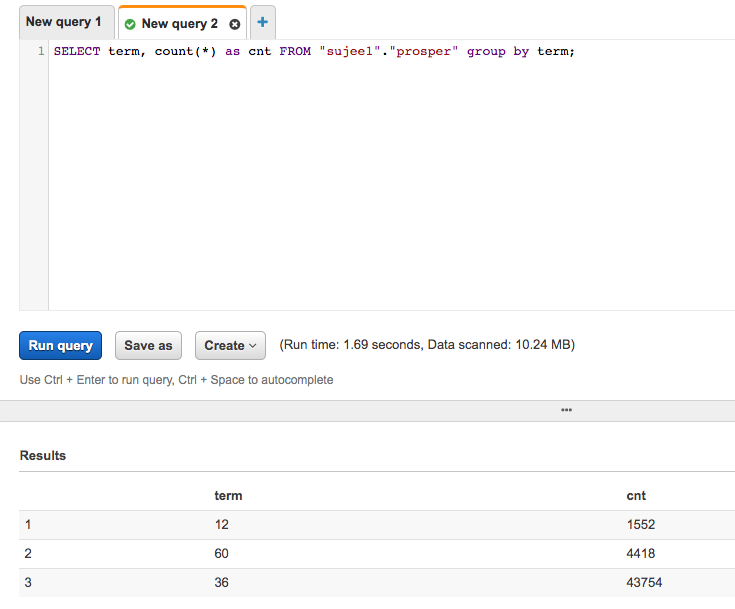 New query 1 New query 2 +
1 SELECT term, count(*) as cnt FROM "sujee1"."prosper" group by term;
Run query Save as Create (Run time: 1.69 seconds, Data scanned: 10.24 MB)
Use Ctrl + Enter to run query, Ctrl + Space to autocomplete
Results
term cnt
1 12 1552
2 60 4418
3 36 43754